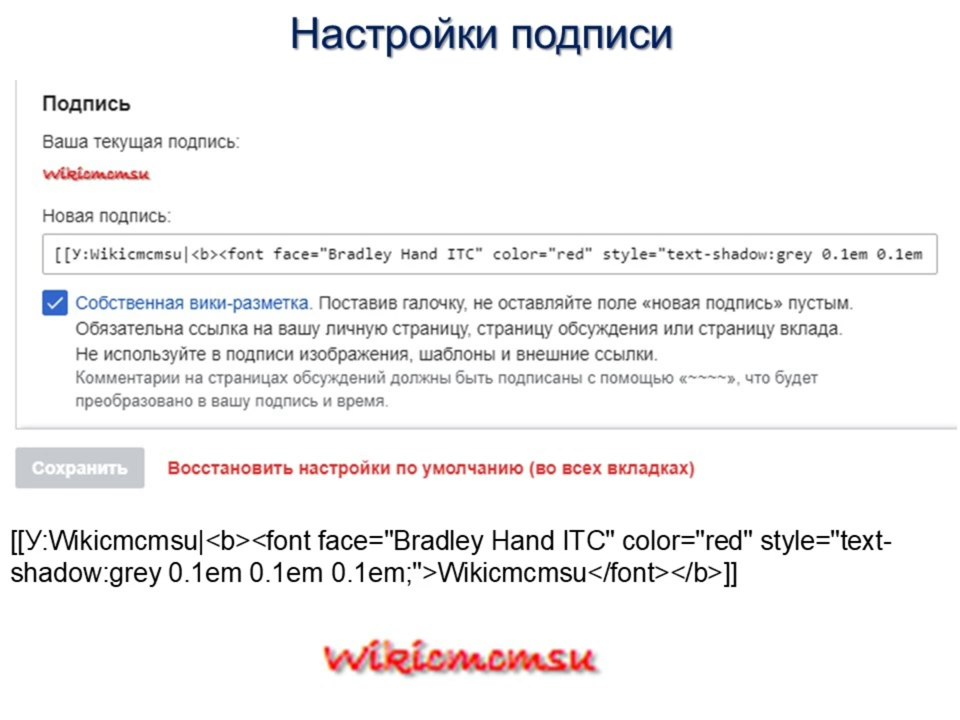 Настройки подписи
Подпись
Ваша текущая подпись:
Wikicmcmsu
Новая подпись:
[[У:Wikicmcmsu|<b><font face="Bradley Hand ITC" color="red" style="text-shadow:grey 0.1em 0.1em
Собственная вики-разметка. Поставив галочку, не оставляйте поле «новая подпись» пустым.
Обязательна ссылка на вашу личную страницу, страницу обсуждения или страницу вклада.
Не используйте в подписи изображения, шаблоны и внешние ссылки.
Комментарии на страницах обсуждений должны быть подписаны с помощью «~~~~», что будет
преобразовано в вашу подпись и время.
Сохранить
Восстановить настройки по умолчанию (во всех вкладках)
[[У:Wikicmcmsu|<b><font face="Bradley Hand ITC" color="red" style="text-
shadow:grey 0.1em 0.1em 0.1em;">Wikicmcmsu</font></b>]]
Wikicmcmsu